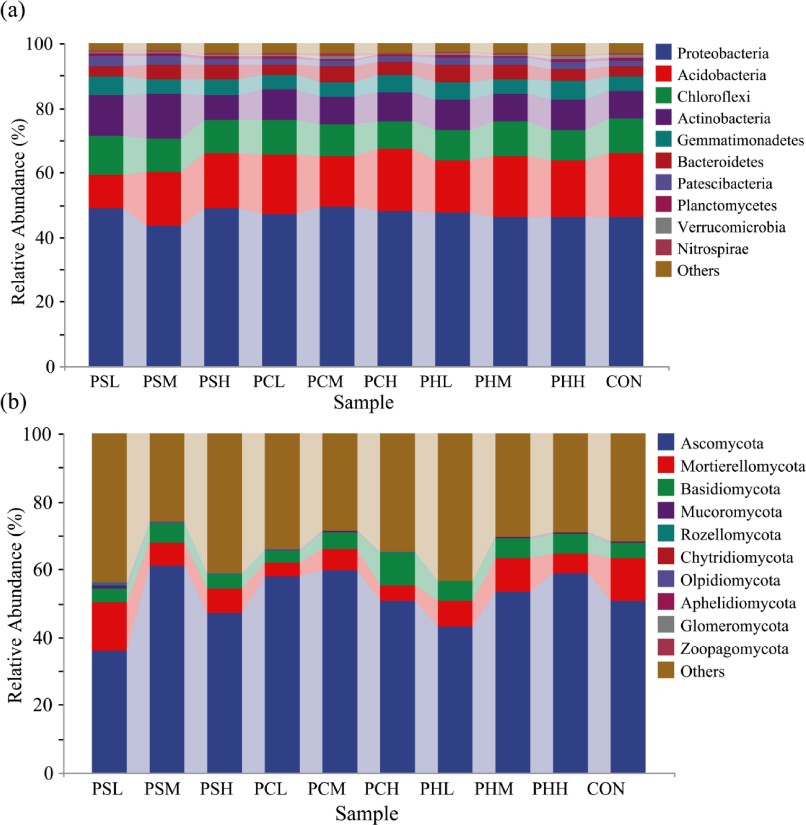 (a)
100
80
60
40
20
0
Relative Abundance (%)
PSL PSM PSH PCL PCM PCH PHL PHM PHH CON
Sample
Proteobacteria
Acidobacteria
Chloroflexi
Actinobacteria
Gemmatimonadetes
Bacteroidetes
Patescibacteria
Planctomycetes
Verrucomicrobia
Nitrospirae
Others
(b)
100
80
60
40
20
0
Relative Abundance (%)
PSL PSM PSH PCL PCM PCH PHL PHM PHH CON
Sample
Ascomycota
Mortierellomycota
Basidiomycota
Mucoromycota
Rozellomycota
Chytridiomycota
Olpidiomycota
Aphelidiomycota
Glomeromycota
Zoopagomycota
Others